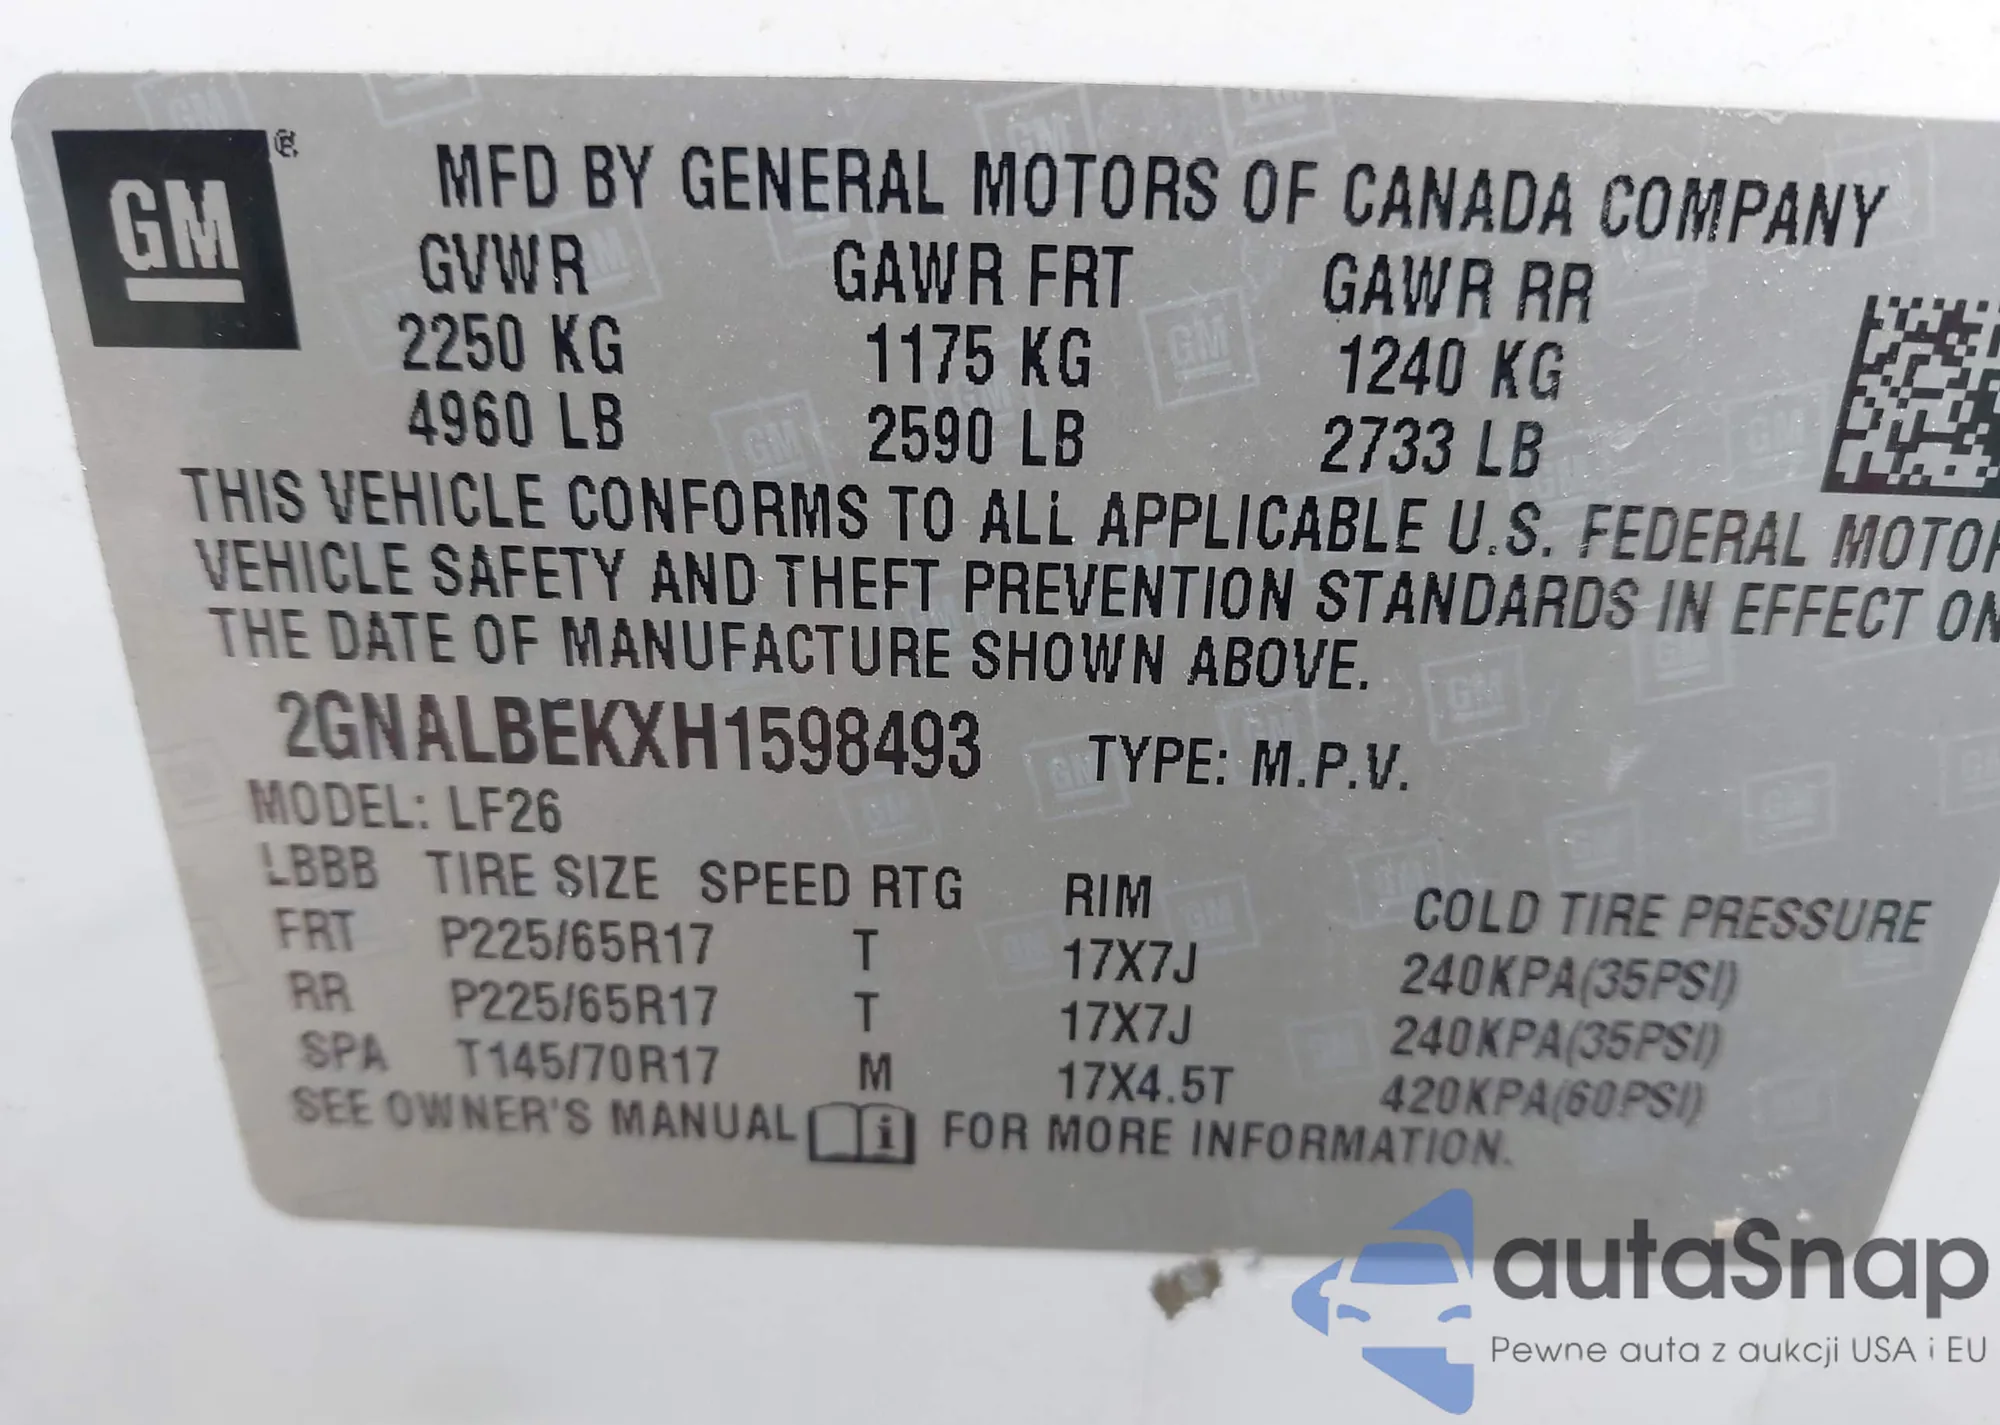 GM
MFD BY GENERAL MOTORS OF CANADA COMPANY
GVWR GAWR FRT GAWR RR
2250 KG 1175 KG 1240 KG
4960 LB 2590 LB 2733 LB
THIS VEHICLE CONFORMS TO ALL APPLICABLE U.S. FEDERAL MOTOR
VEHICLE SAFETY AND THEFT PREVENTION STANDARDS IN EFFECT ON
THE DATE OF MANUFACTURE SHOWN ABOVE.
2GNALBEKXH1598493 TYPE: M.P.V.
MODEL: LF26
LBBB TIRE SIZE SPEED RTG RIM COLD TIRE PRESSURE
FRT P225/65R17 T 17X7J 240KPA(35PSI)
RR P225/65R17 T 17X7J 240KPA(35PSI)
SPA T145/70R17 M 17X4.5T 420KPA(60PSI)
SEE OWNER'S MANUAL i FOR MORE INFORMATION.
autaSnap
Pewne auta z aukcji USA i EU